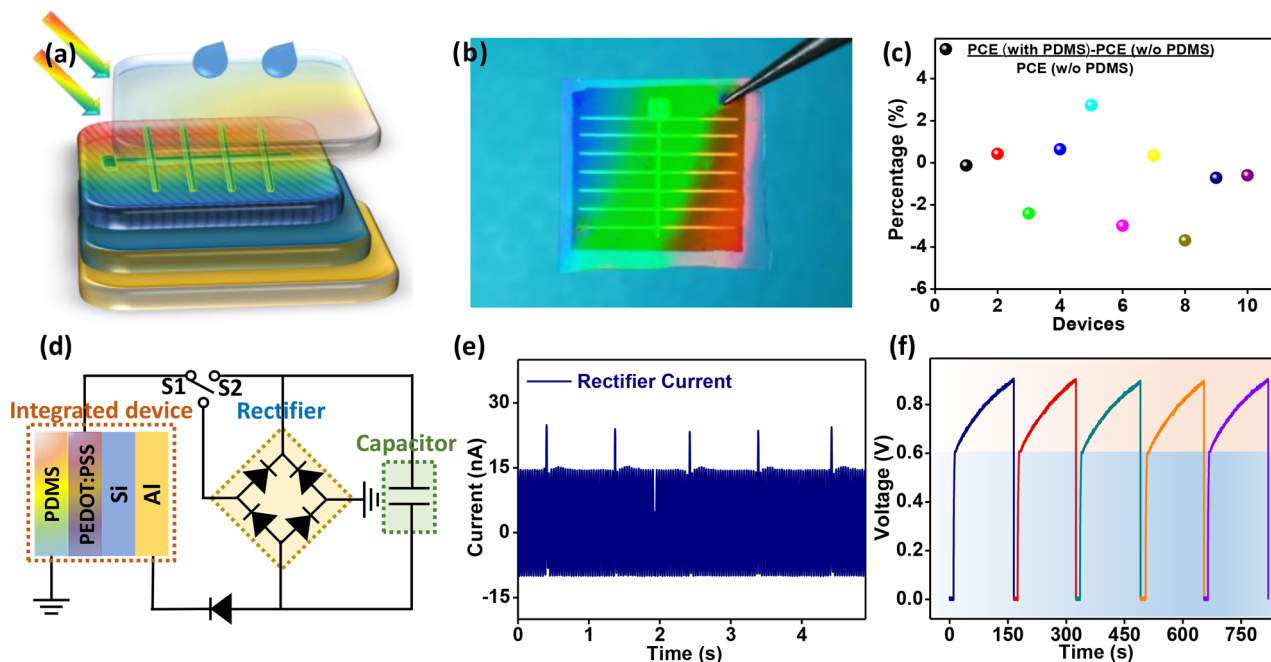 (a)
(b)
(c)
PCE (with PDMS)-PCE (w/o PDMS)
PCE (w/o PDMS)
Percentage (%)
4
2
0
-2
-4
-6
0 2 4 6 8 10
Devices
(d)
S1 S2
Integrated device
Rectifier
Capacitor
PDMS
PEDOT:PSS
Si
Al
(e)
Rectifier Current
Current (nA)
30
15
0
-15
0 1 2 3 4
Time (s)
(f)
Voltage (V)
0.8
0.6
0.4
0.2
0.0
0 150 300 450 600 750
Time (s)